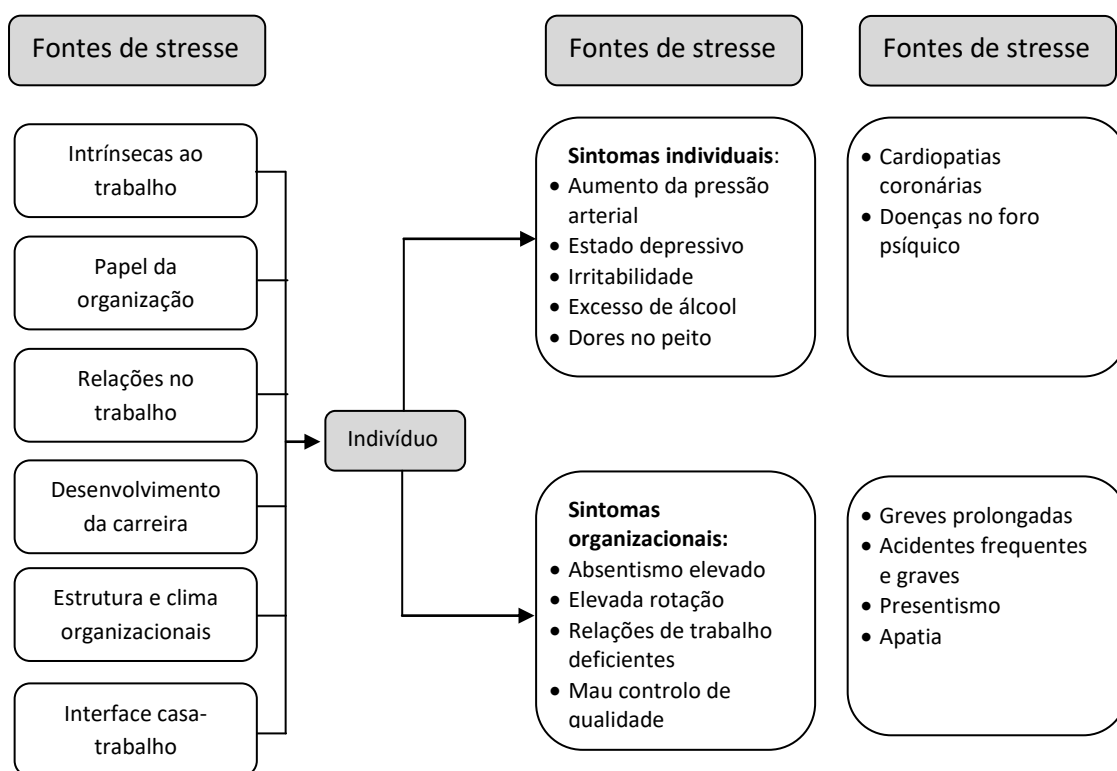 Fontes de stresse
Fontes de stresse
Fontes de stresse
Intrínsecas ao
trabalho
Papel da
organização
Relações no
trabalho
Desenvolvimento
da carreira
Estrutura e clima
organizacionais
Interface casa-
trabalho
Indivíduo
Sintomas individuais:
• Aumento da pressão
arterial
• Estado depressivo
• Irritabilidade
• Excesso de álcool
• Dores no peito
Sintomas
organizacionais:
• Absentismo elevado
• Elevada rotação
• Relações de trabalho
deficientes
• Mau controlo de
qualidade
• Cardiopatias
coronárias
• Doenças no foro
psíquico
• Greves prolongadas
• Acidentes frequentes
e graves
• Presentismo
• Apatia